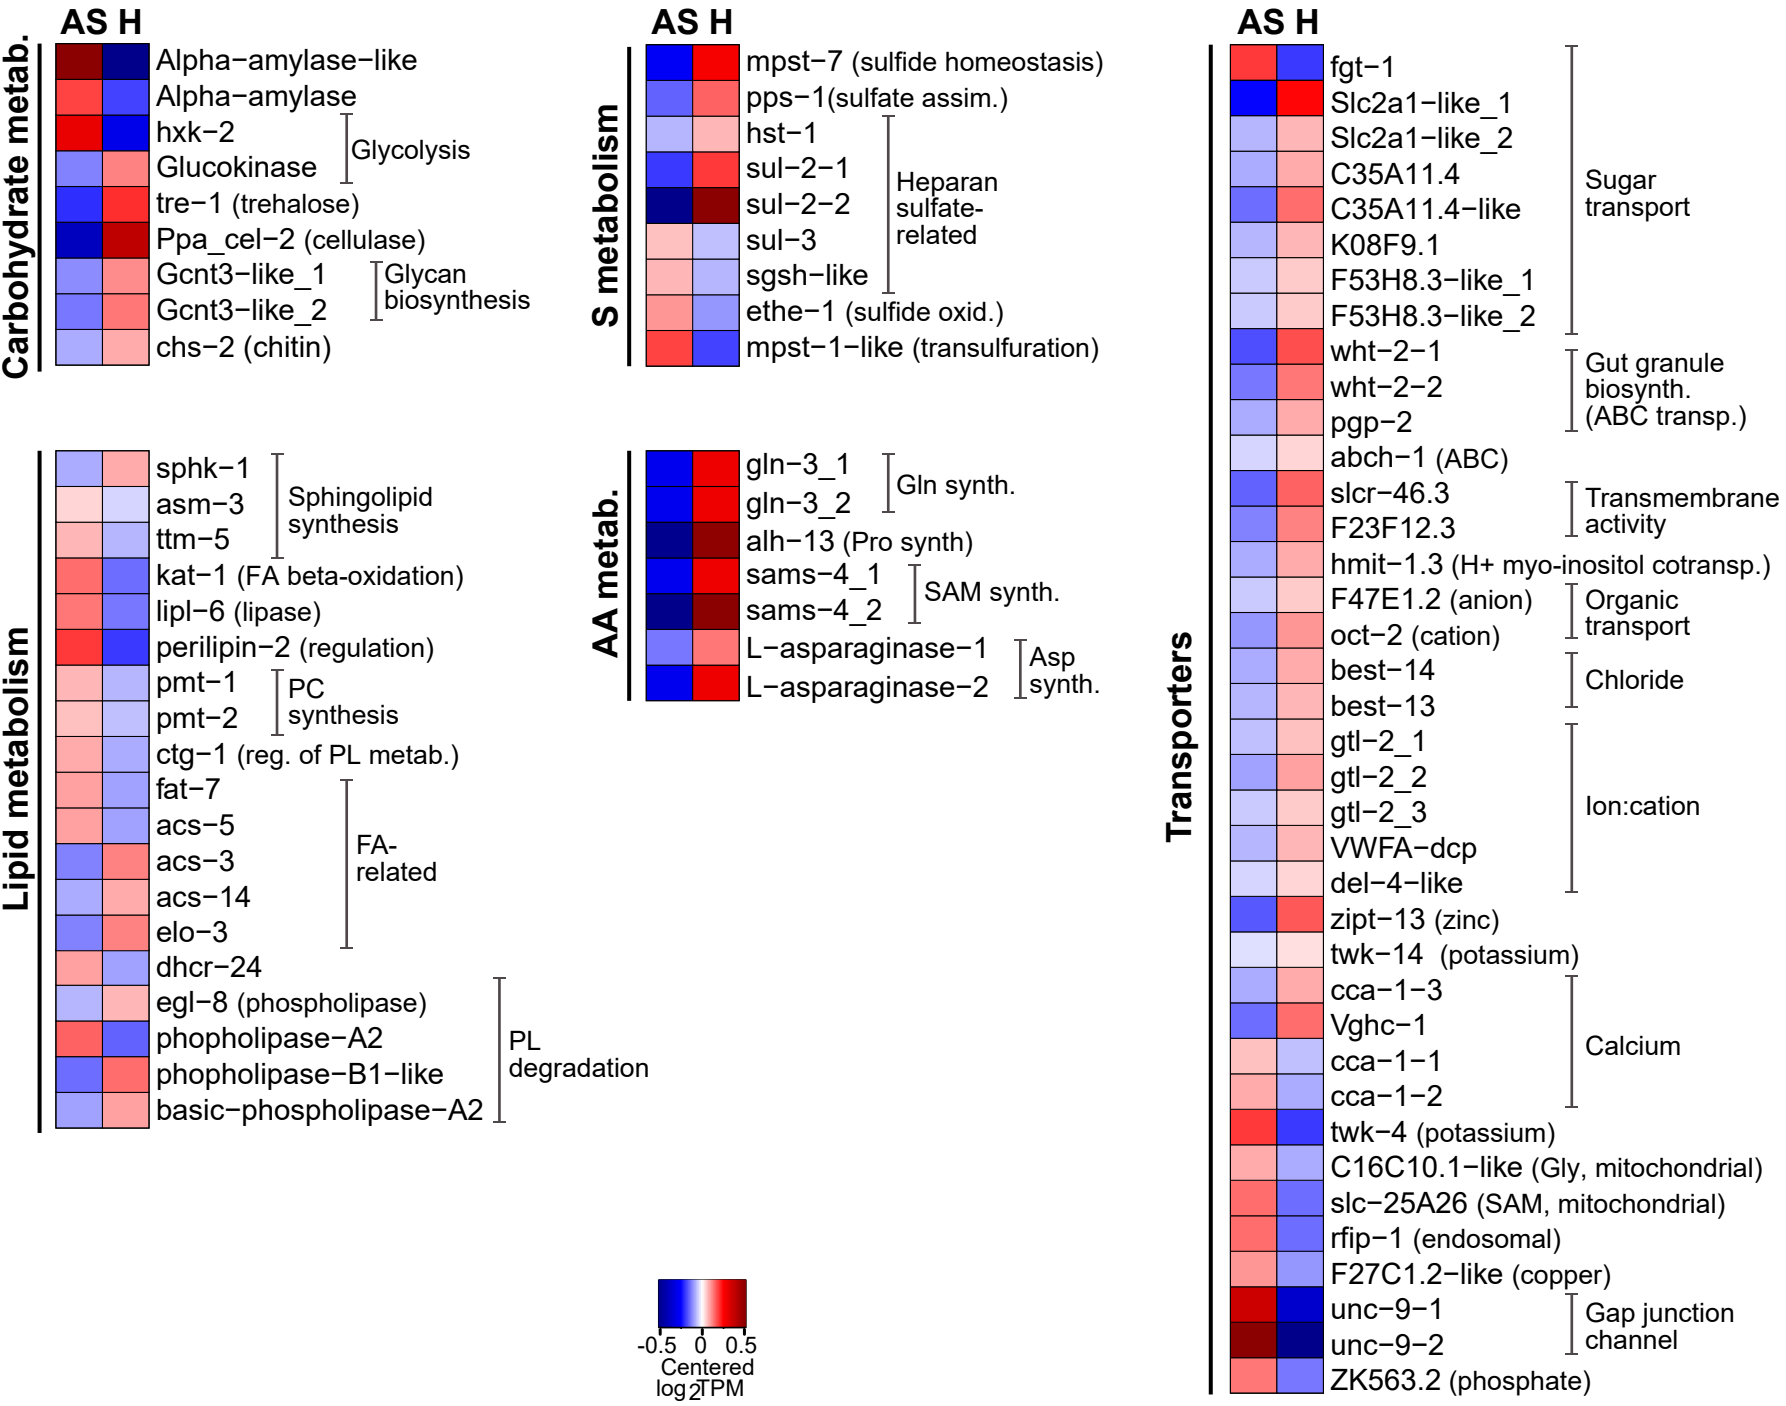 AS H
Carbohydrate metab.
Alpha−amylase−like
Alpha−amylase
hxk−2
Glucokinase
Glycolysis
tre−1 (trehalose)
Ppa_cel−2 (cellulase)
Gcnt3−like_1
Gcnt3−like_2
Glycan
biosynthesis
chs−2 (chitin)
Lipid metabolism
sphk−1
asm−3
ttm−5
Sphingolipid
synthesis
kat−1 (FA beta-oxidation)
lipl−6 (lipase)
perilipin−2 (regulation)
pmt−1
pmt−2
PC
synthesis
ctg−1 (reg. of PL metab.)
fat−7
acs−5
acs−3
acs−14
elo−3
FA-
related
dhcr−24
egl−8 (phospholipase)
phopholipase−A2
phopholipase−B1−like
basic−phospholipase−A2
PL
degradation
AS H
S metabolism
mpst−7 (sulfide homeostasis)
pps−1(sulfate assim.)
hst−1
sul−2−1
sul−2−2
sul−3
sgsh−like
Heparan
sulfate-
related
ethe−1 (sulfide oxid.)
mpst−1−like (transulfuration)
AA metab.
gln−3_1
gln−3_2
Gln synth.
alh−13 (Pro synth)
sams−4_1
sams−4_2
SAM synth.
L−asparaginase−1
L−asparaginase−2
Asp
synth.
-0.5 0 0.5
Centered
log2TPM
AS H
Transporters
fgt−1
Slc2a1−like_1
Slc2a1−like_2
C35A11.4
C35A11.4−like
K08F9.1
F53H8.3−like_1
F53H8.3−like_2
Sugar
transport
wht−2−1
wht−2−2
pgp−2
Gut granule
biosynth.
(ABC transp.)
abch−1 (ABC)
slcr−46.3
F23F12.3
Transmembrane
activity
hmit−1.3 (H+ myo-inositol cotransp.)
F47E1.2 (anion)
oct−2 (cation)
Organic
transport
best−14
best−13
Chloride
gtl−2_1
gtl−2_2
gtl−2_3
VWFA−dcp
del−4−like
Ion:cation
zipt−13 (zinc)
twk−14 (potassium)
cca−1−3
Vghc−1
cca−1−1
cca−1−2
Calcium
twk−4 (potassium)
C16C10.1−like (Gly, mitochondrial)
slc−25A26 (SAM, mitochondrial)
rfip−1 (endosomal)
F27C1.2−like (copper)
unc−9−1
unc−9−2
Gap junction
channel
ZK563.2 (phosphate)